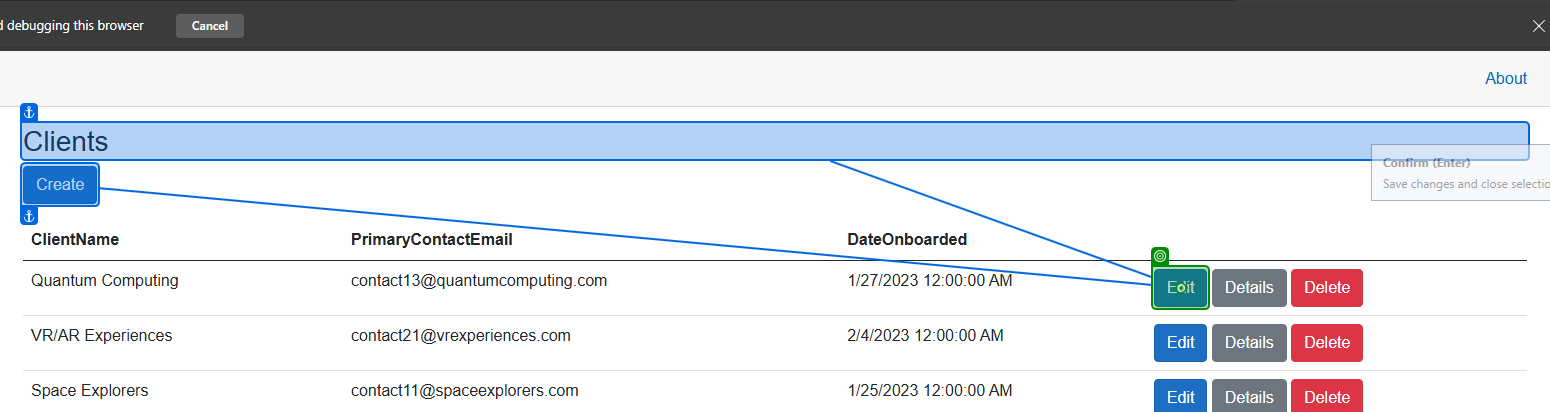 d debugging this browser Cancel
About
Clients
Confirm (Enter)
Save changes and close selectio
Create
ClientName PrimaryContactEmail DateOnboarded
Quantum Computing contact13@quantumcomputing.com 1/27/2023 12:00:00 AM Edit Details Delete
VR/AR Experiences contact21@vrexperiences.com 2/4/2023 12:00:00 AM Edit Details Delete
Space Explorers contact11@spaceexplorers.com 1/25/2023 12:00:00 AM Edit Details Delete